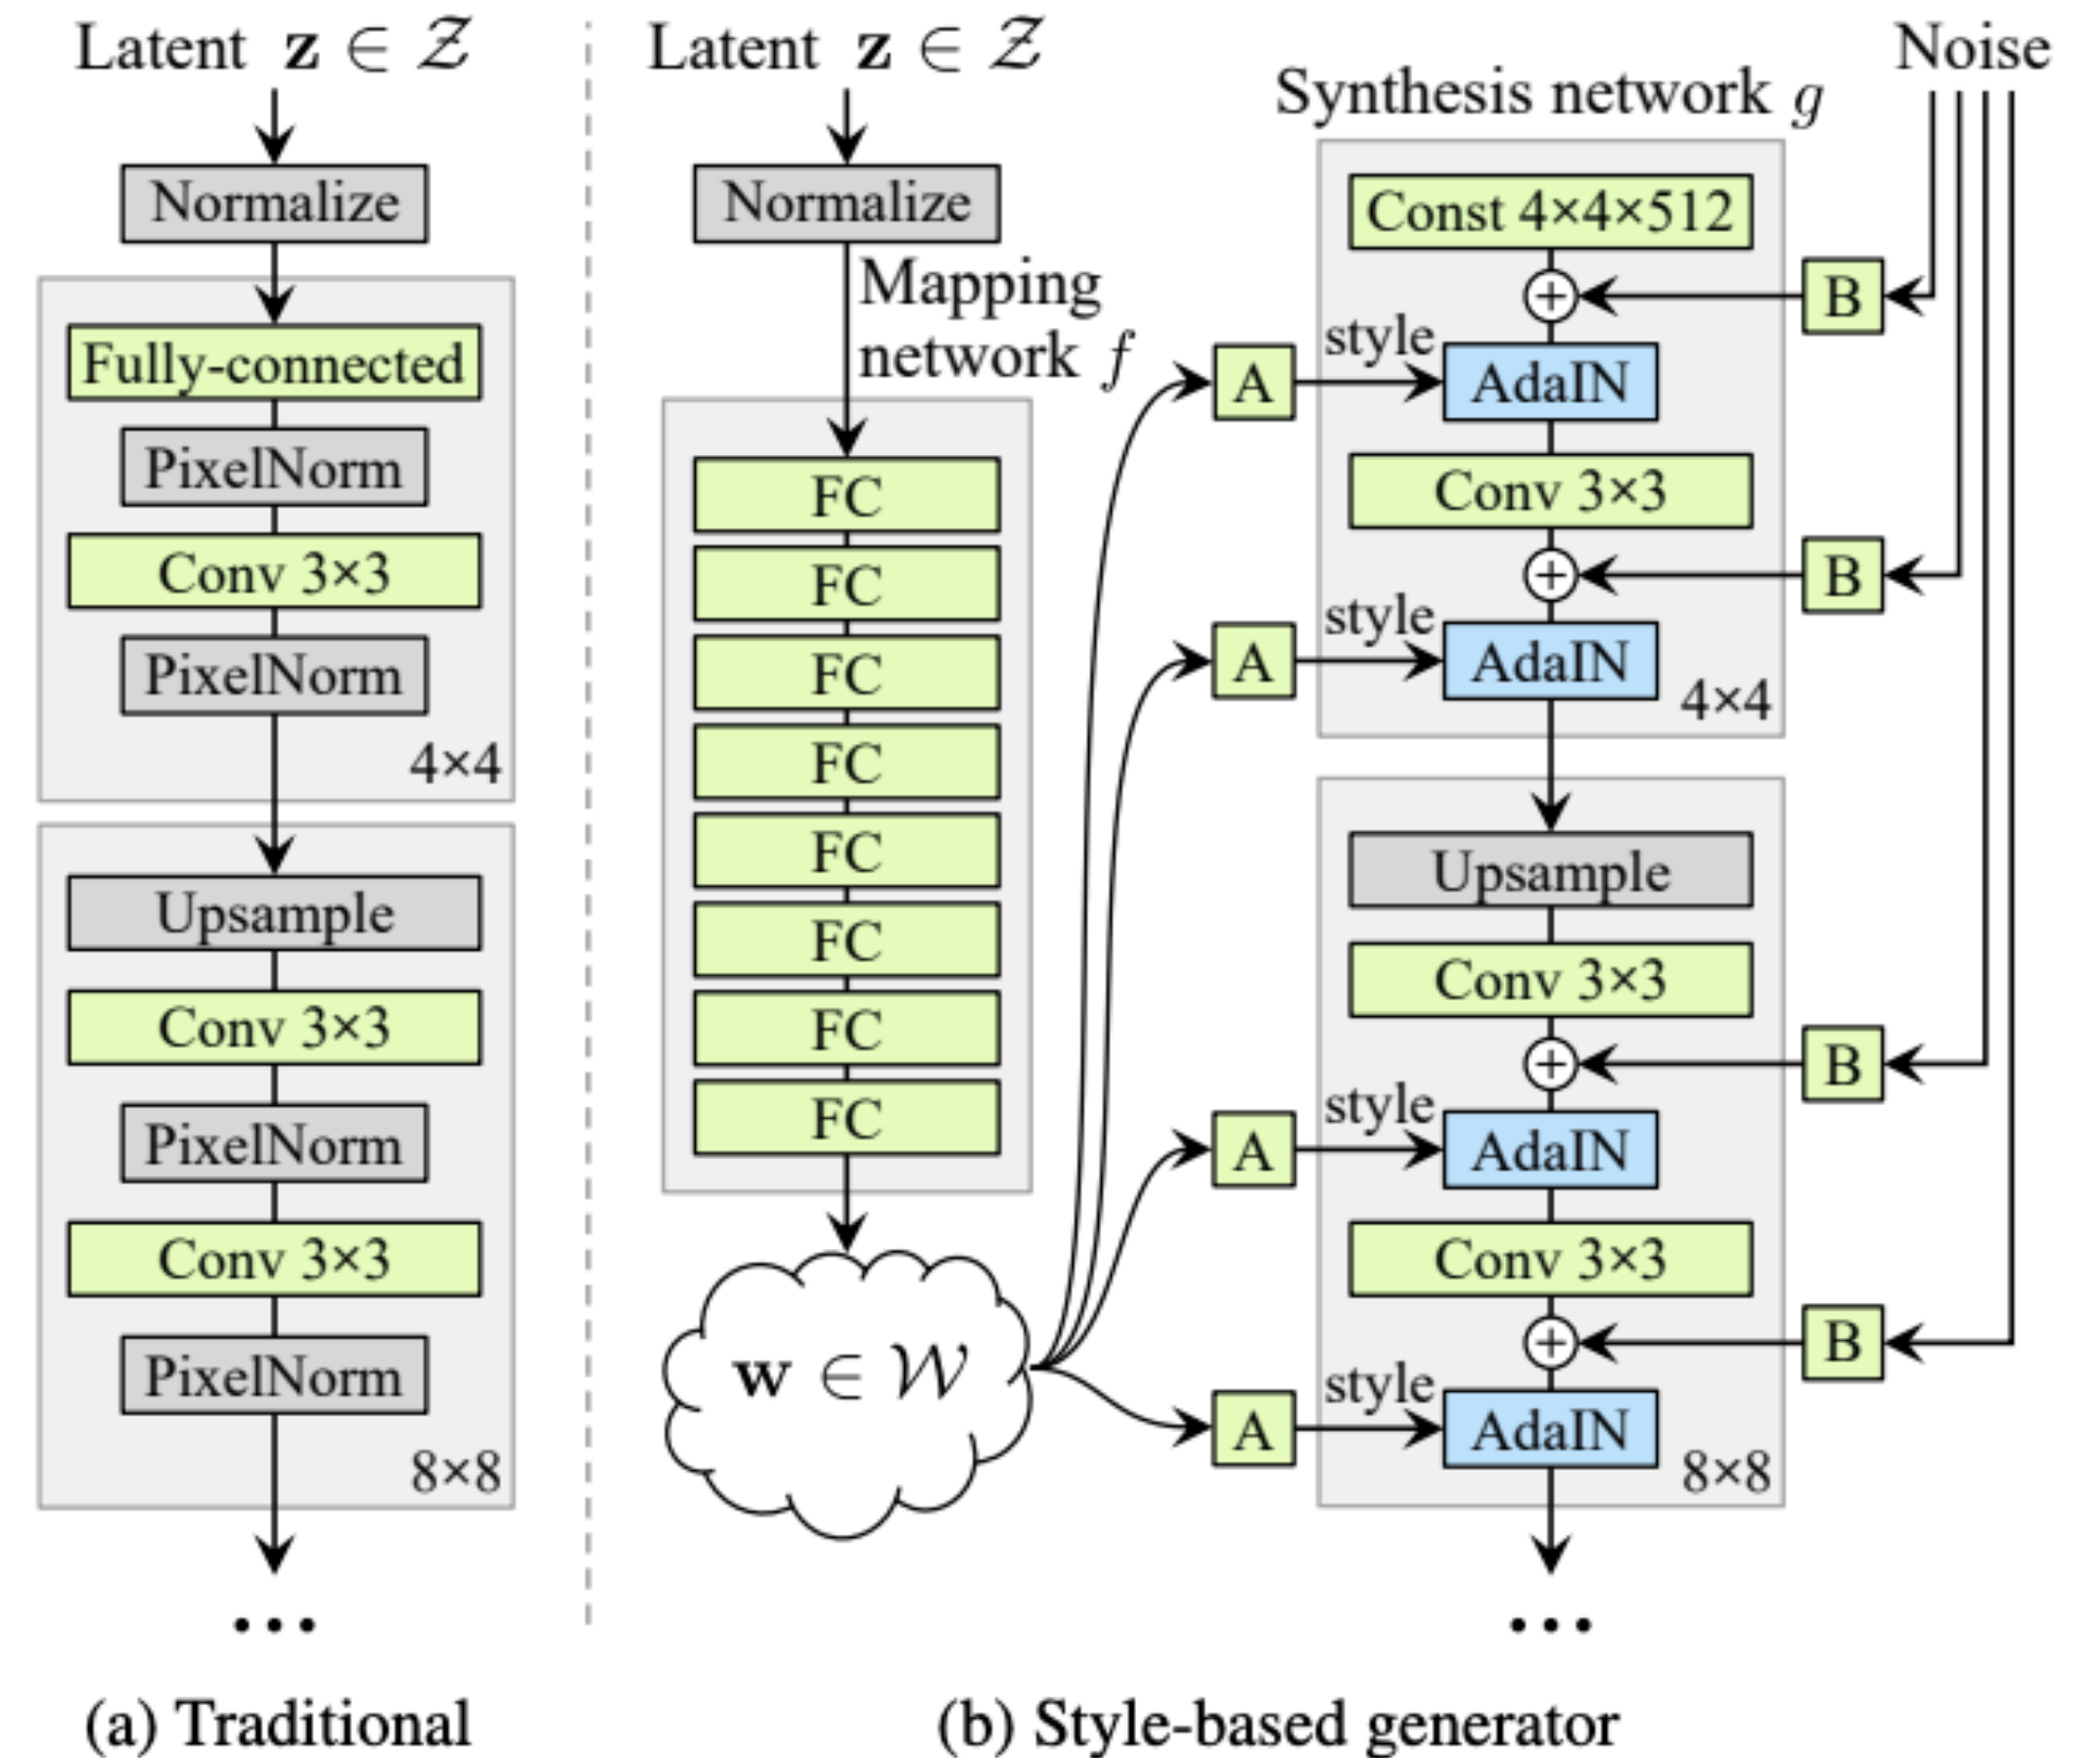 Latent z ∈ 𝒵
Normalize
Fully-connected
PixelNorm
Conv 3×3
PixelNorm
4×4
Upsample
Conv 3×3
PixelNorm
Conv 3×3
PixelNorm
8×8
...
(a) Traditional
Latent z ∈ 𝒵
Normalize
Mapping
network f
FC
FC
FC
FC
FC
FC
FC
FC
w ∈ 𝒲
A
style
A
style
A
style
A
style
Synthesis network g
Const 4×4×512
+
AdaIN
Conv 3×3
+
AdaIN
4×4
Upsample
Conv 3×3
+
AdaIN
Conv 3×3
+
AdaIN
8×8
...
Noise
B
B
B
B
(b) Style-based generator